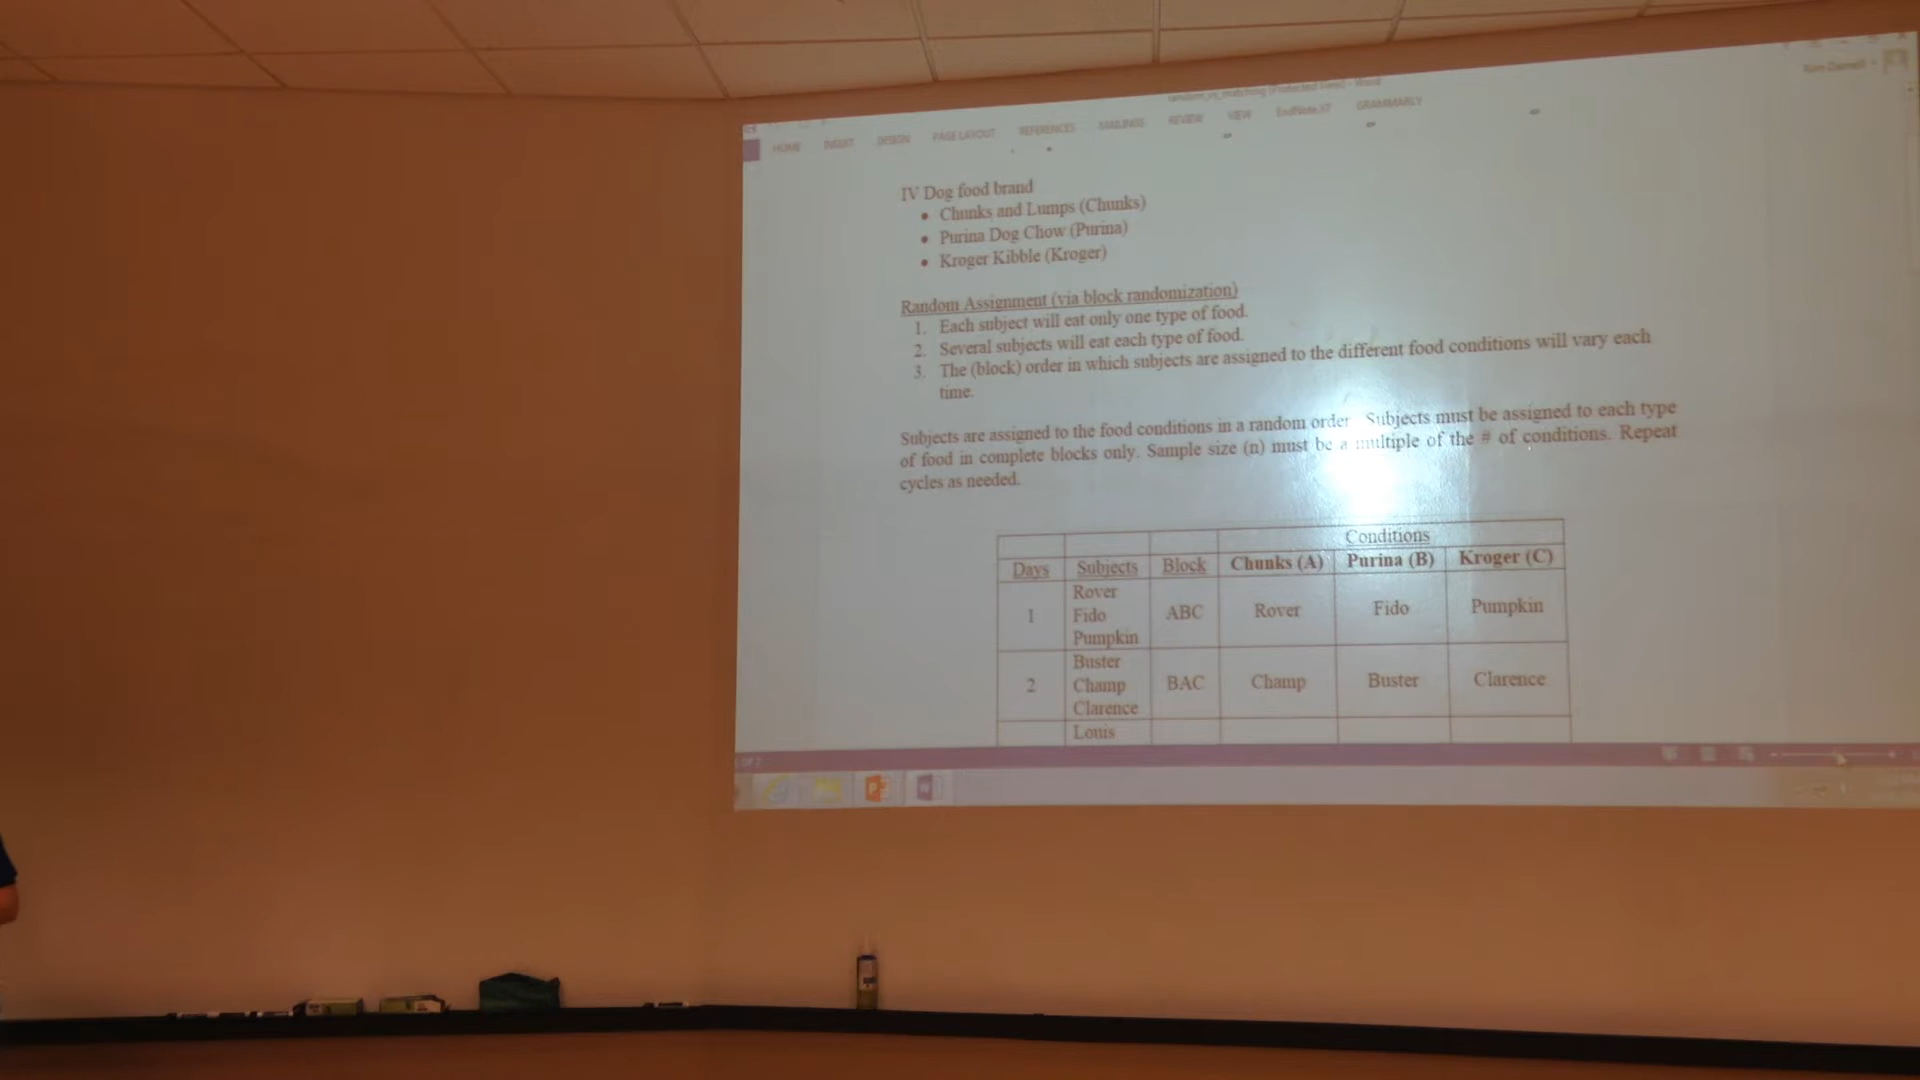 random_vs_matching (Protected View) - Word
HOME INSERT DESIGN PAGE LAYOUT REFERENCES MAILINGS REVIEW VIEW EndNote X7 GRAMMARLY
IV Dog food brand
• Chunks and Lumps (Chunks)
• Purina Dog Chow (Purina)
• Kroger Kibble (Kroger)
Random Assignment (via block randomization)
1. Each subject will eat only one type of food.
2. Several subjects will eat each type of food.
3. The (block) order in which subjects are assigned to the different food conditions will vary each
time.
Subjects are assigned to the food conditions in a random order Subjects must be assigned to each type
of food in complete blocks only. Sample size (n) must be a multiple of the # of conditions. Repeat
cycles as needed.
Conditions
Days Subjects Block Chunks (A) Purina (B) Kroger (C)
Rover
1 Fido ABC Rover Fido Pumpkin
Pumpkin
Buster
2 Champ BAC Champ Buster Clarence
Clarence
Louis